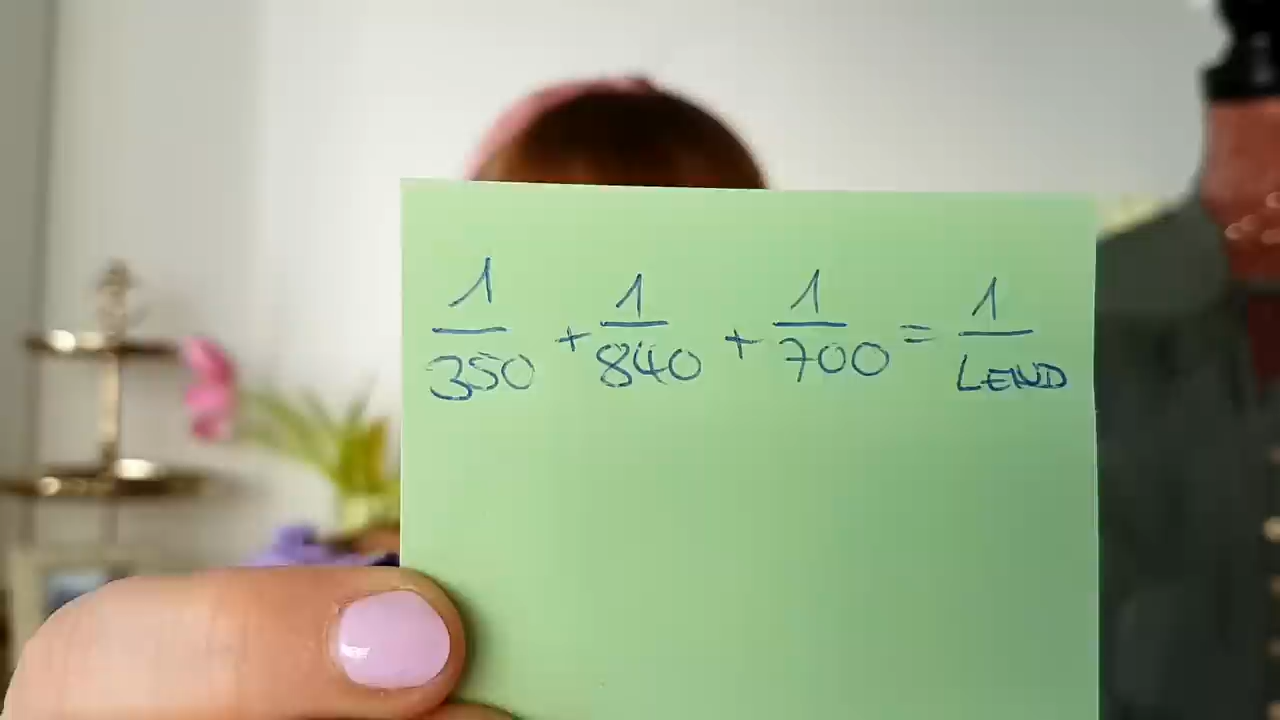 1/350 + 1/840 + 1/700 = 1/LEND